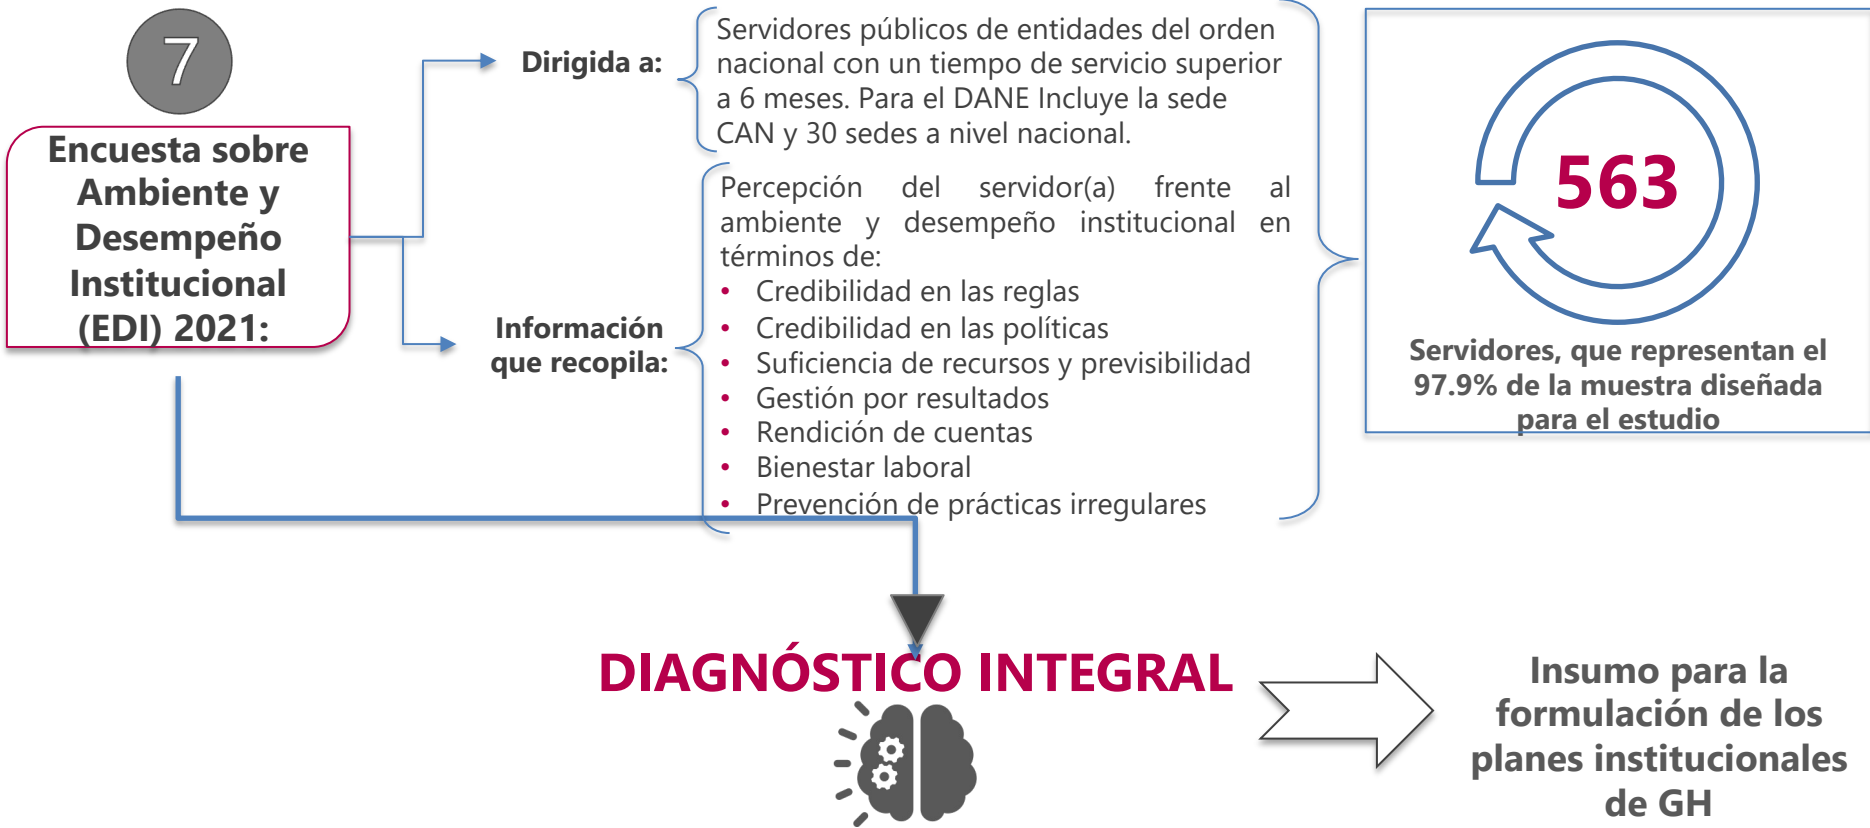 7
Encuesta sobre
Ambiente y
Desempeño
Institucional
(EDI) 2021:
Dirigida a:
Servidores públicos de entidades del orden
nacional con un tiempo de servicio superior
a 6 meses. Para el DANE Incluye la sede
CAN y 30 sedes a nivel nacional.
Información
que recopila:
Percepción del servidor(a) frente al
ambiente y desempeño institucional en
términos de:
• Credibilidad en las reglas
• Credibilidad en las políticas
• Suficiencia de recursos y previsibilidad
• Gestión por resultados
• Rendición de cuentas
• Bienestar laboral
• Prevención de prácticas irregulares
563
Servidores, que representan el
97.9% de la muestra diseñada
para el estudio
DIAGNÓSTICO INTEGRAL
Insumo para la
formulación de los
planes institucionales
de GH